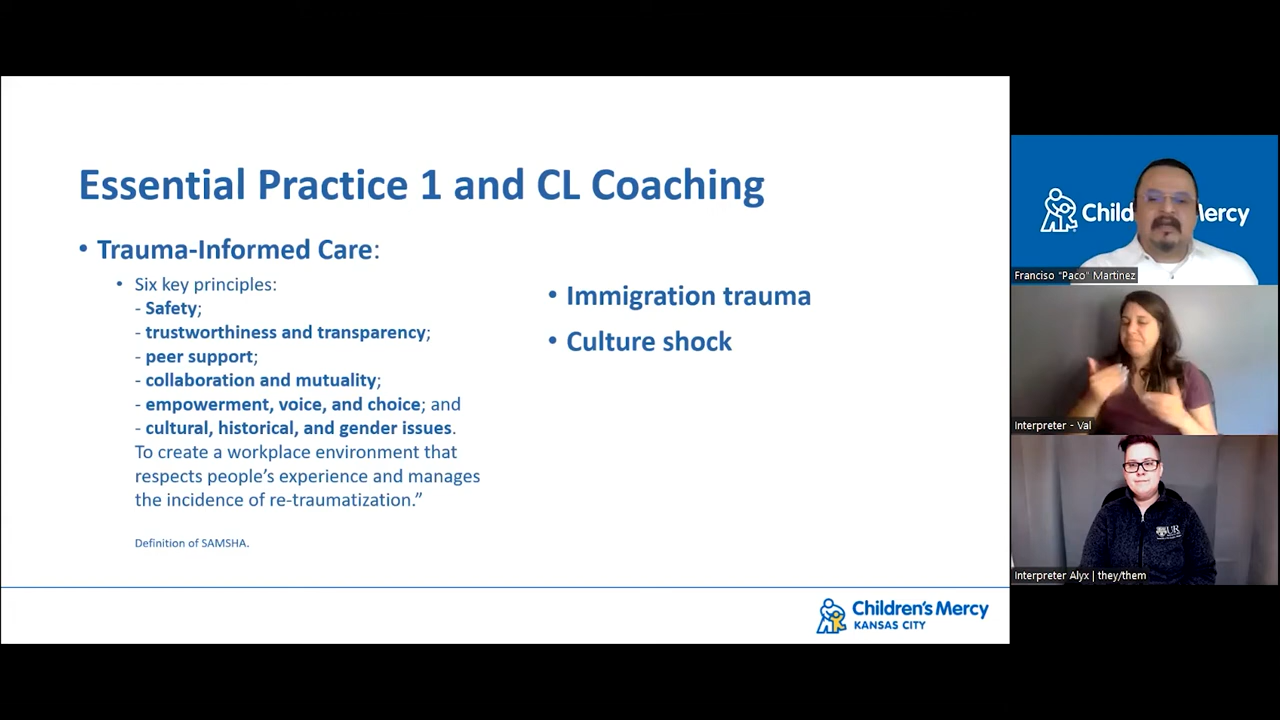 Essential Practice 1 and CL Coaching
• Trauma-Informed Care:
• Six key principles:
- Safety;
- trustworthiness and transparency;
- peer support;
- collaboration and mutuality;
- empowerment, voice, and choice; and
- cultural, historical, and gender issues.
To create a workplace environment that
respects people’s experience and manages
the incidence of re-traumatization.”
Definition of SAMSHA.
• Immigration trauma
• Culture shock
Children's Mercy
KANSAS CITY
Child Mercy
Franciso "Paco" Martinez
Interpreter - Val
UR
Interpreter Alyx | they/them